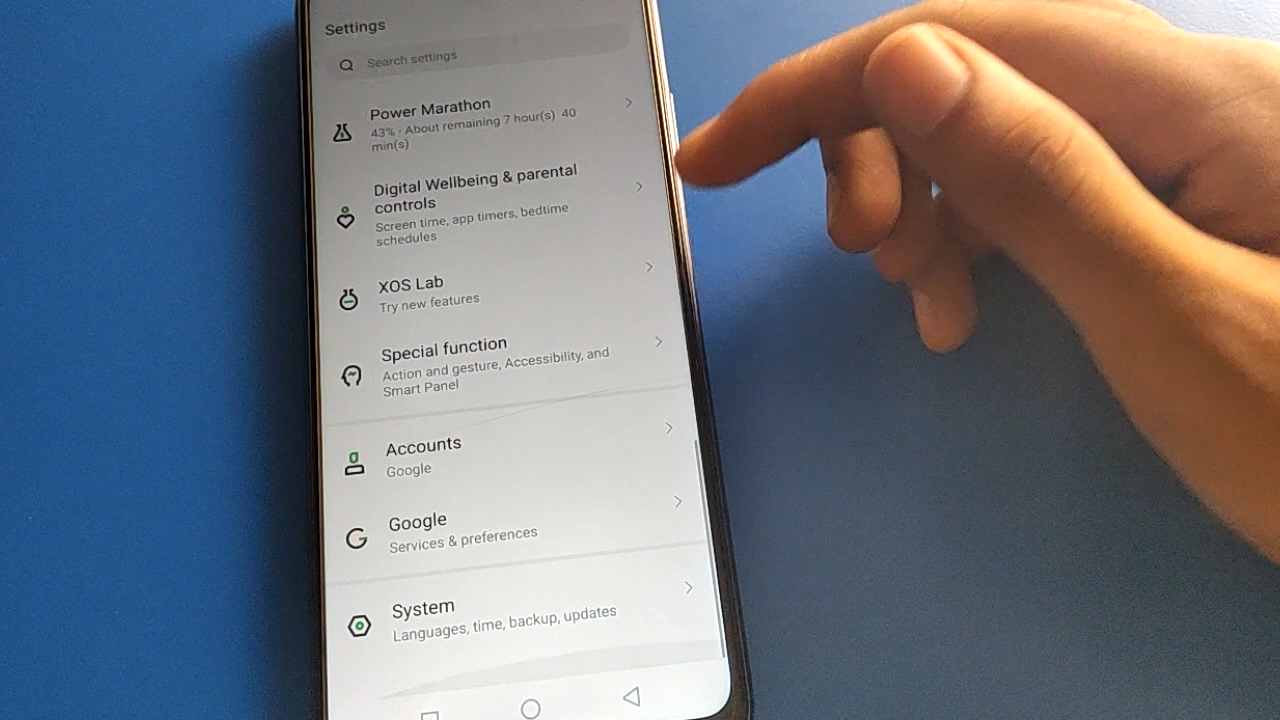 Settings
Search settings
Power Marathon
43% - About remaining 7 hour(s) 40
min(s)
Digital Wellbeing & parental
controls
Screen time, app timers, bedtime
schedules
XOS Lab
Try new features
Special function
Action and gesture, Accessibility, and
Smart Panel
Accounts
Google
Google
Services & preferences
System
Languages, time, backup, updates